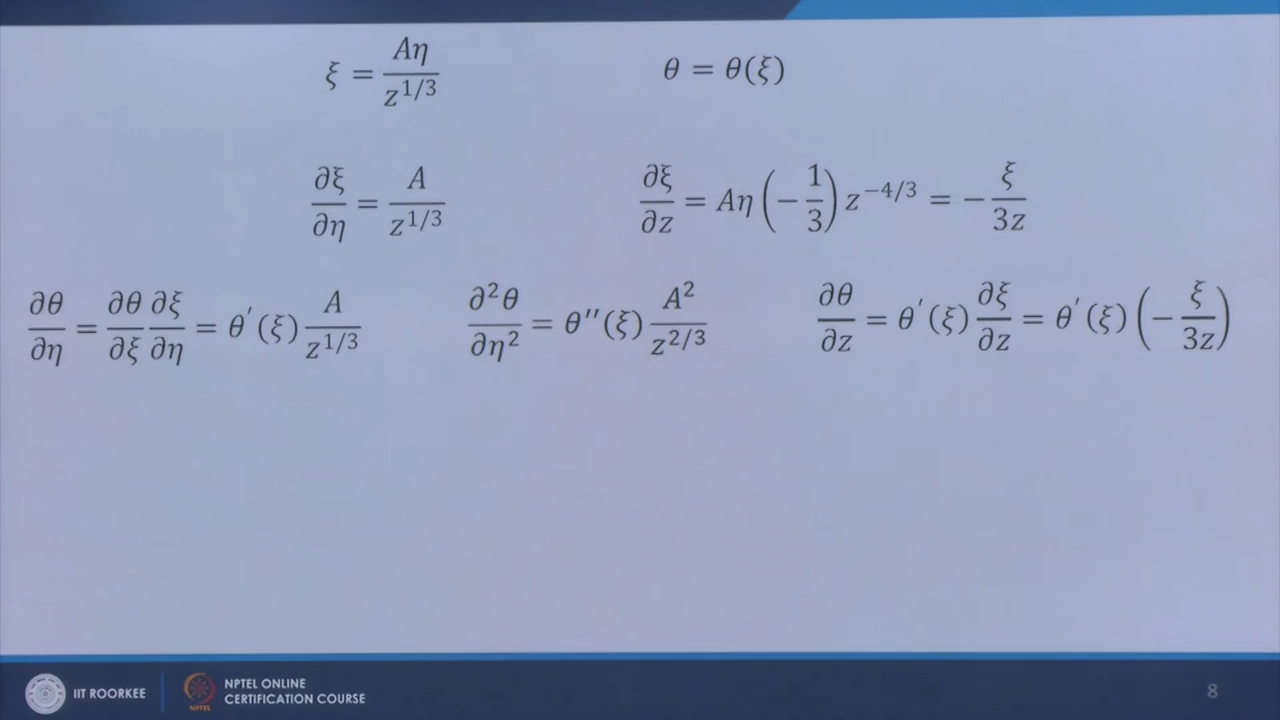 ξ = Aη / z^{1/3}    θ = θ(ξ)
∂ξ/∂η = A / z^{1/3}    ∂ξ/∂z = Aη(−1/3) z^{−4/3} = −ξ/3z
∂θ/∂η = ∂θ/∂ξ ∂ξ/∂η = θ′(ξ) A / z^{1/3}    ∂²θ/∂η² = θ″(ξ) A² / z^{2/3}    ∂θ/∂z = θ′(ξ) ∂ξ/∂z = θ′(ξ)(−ξ/3z)
IIT ROORKEE
NPTEL
NPTEL ONLINE
CERTIFICATION COURSE
8